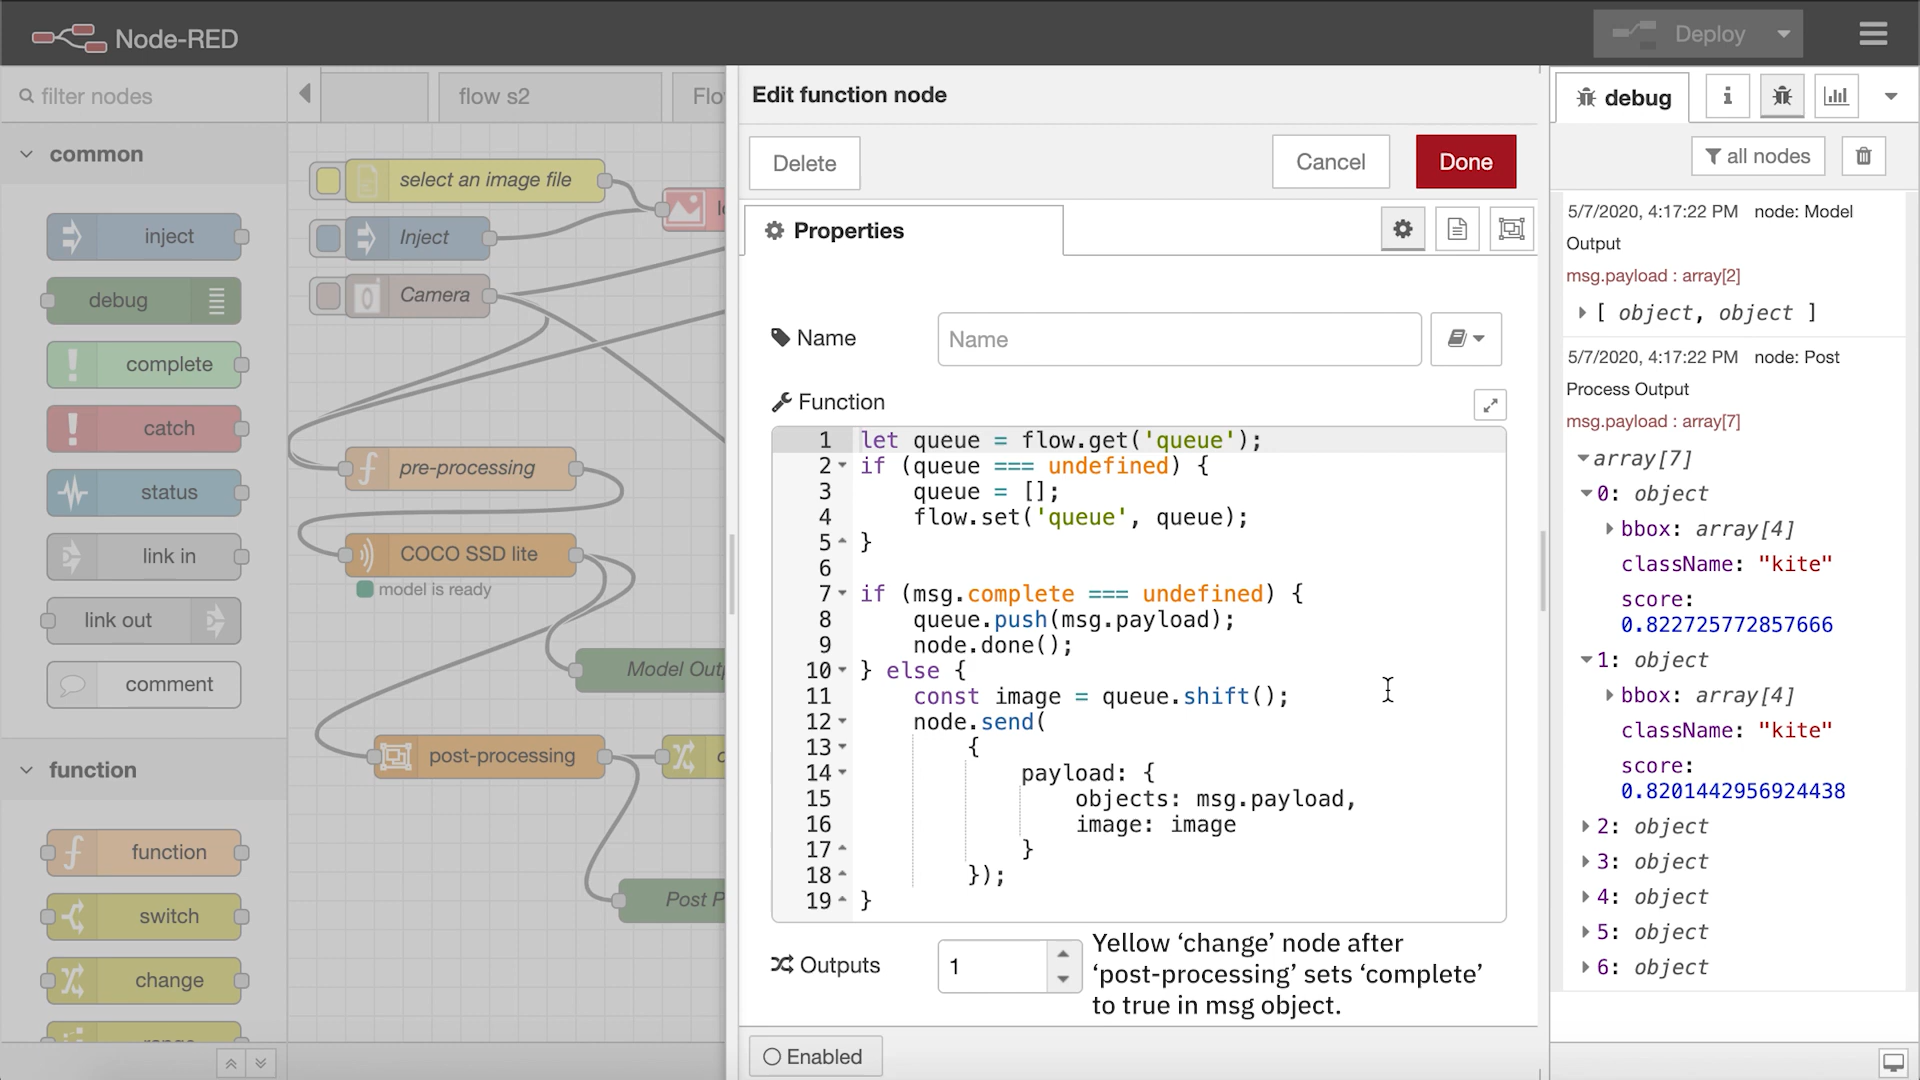 Node-RED
Deploy
filter nodes
flow s2
Flo
common
inject
debug
complete
catch
status
link in
link out
comment
function
function
switch
change
select an image file
Inject
Camera
pre-processing
COCO SSD lite
model is ready
Model Out
post-processing
Post P
Edit function node
Delete
Cancel
Done
Properties
Name
Name
Function
1 let queue = flow.get('queue');
2 if (queue === undefined) {
3 queue = [];
4 flow.set('queue', queue);
5 }
6
7 if (msg.complete === undefined) {
8 queue.push(msg.payload);
9 node.done();
10 } else {
11 const image = queue.shift();
12 node.send(
13 {
14 payload: {
15 objects: msg.payload,
16 image: image
17 }
18 });
19 }
Outputs
1
Yellow ‘change’ node after
‘post-processing’ sets ‘complete’
to true in msg object.
Enabled
debug
i
all nodes
5/7/2020, 4:17:22 PM node: Model
Output
msg.payload : array[2]
[ object, object ]
5/7/2020, 4:17:22 PM node: Post
Process Output
msg.payload : array[7]
array[7]
0: object
bbox: array[4]
className: "kite"
score:
0.822725772857666
1: object
bbox: array[4]
className: "kite"
score:
0.8201442956924438
2: object
3: object
4: object
5: object
6: object